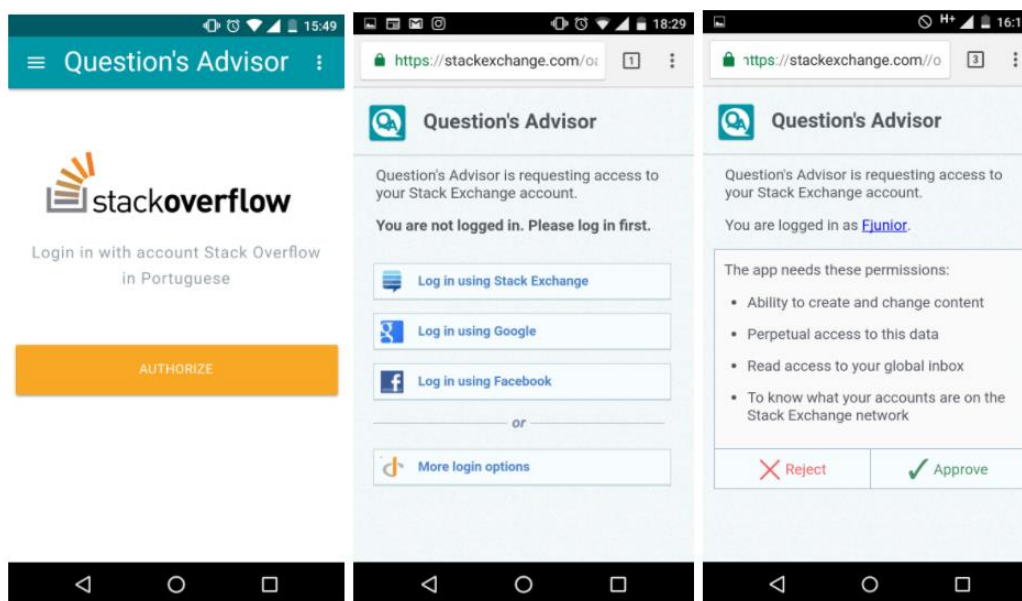 15:49
Question's Advisor
stackoverflow
Login in with account Stack Overflow
in Portuguese
AUTHORIZE
18:29
https://stackexchange.com/oa
1
Question's Advisor
Question's Advisor is requesting access to
your Stack Exchange account.
You are not logged in. Please log in first.
Log in using Stack Exchange
Log in using Google
Log in using Facebook
or
More login options
H+ 16:1
https://stackexchange.com//o
3
Question's Advisor
Question's Advisor is requesting access to
your Stack Exchange account.
You are logged in as Fjunior.
The app needs these permissions:
• Ability to create and change content
• Perpetual access to this data
• Read access to your global inbox
• To know what your accounts are on the
Stack Exchange network
Reject
Approve